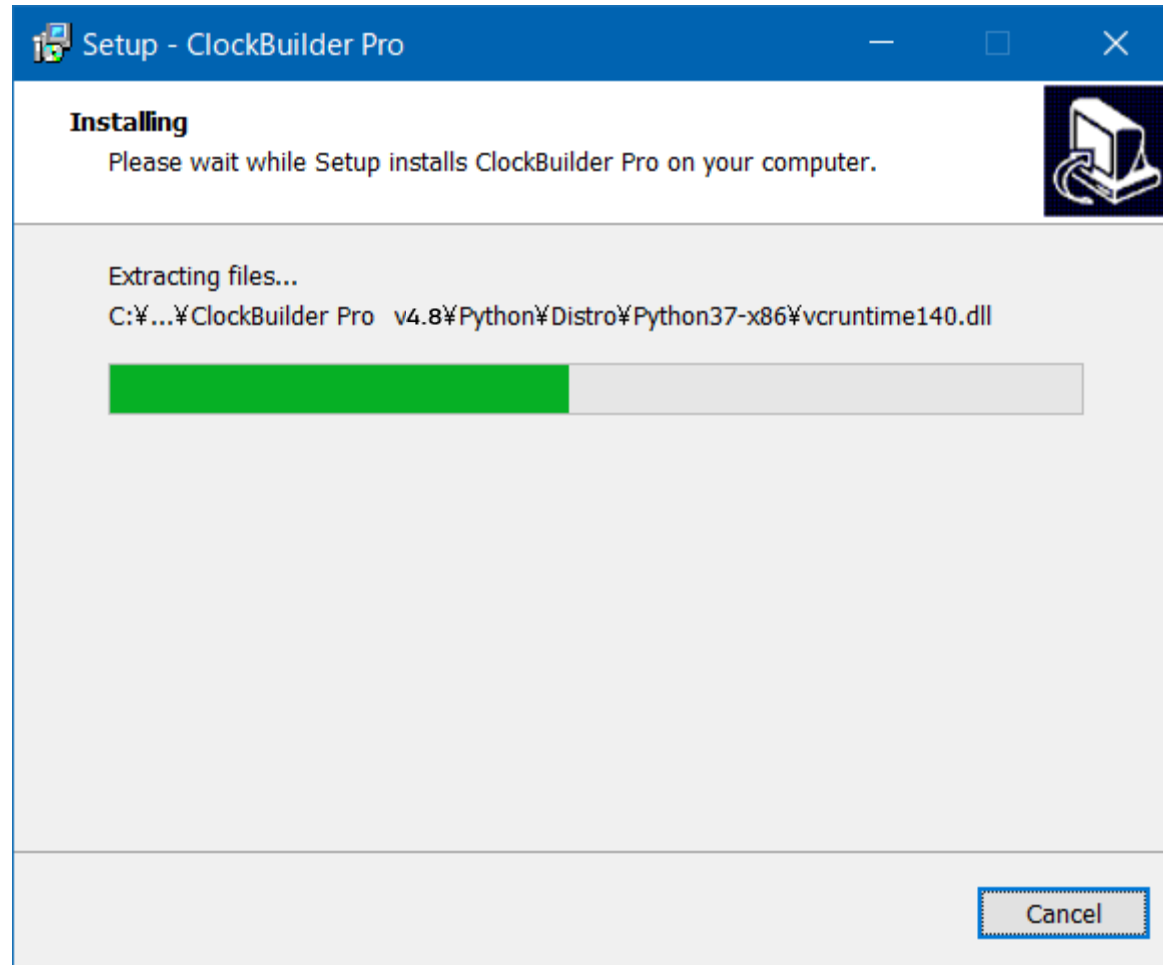 Setup - ClockBuilder Pro
Installing
Please wait while Setup installs ClockBuilder Pro on your computer.
Extracting files...
C:¥...¥ClockBuilder Pro v4.8¥Python¥Distro¥Python37-x86¥vcruntime140.dll
Cancel